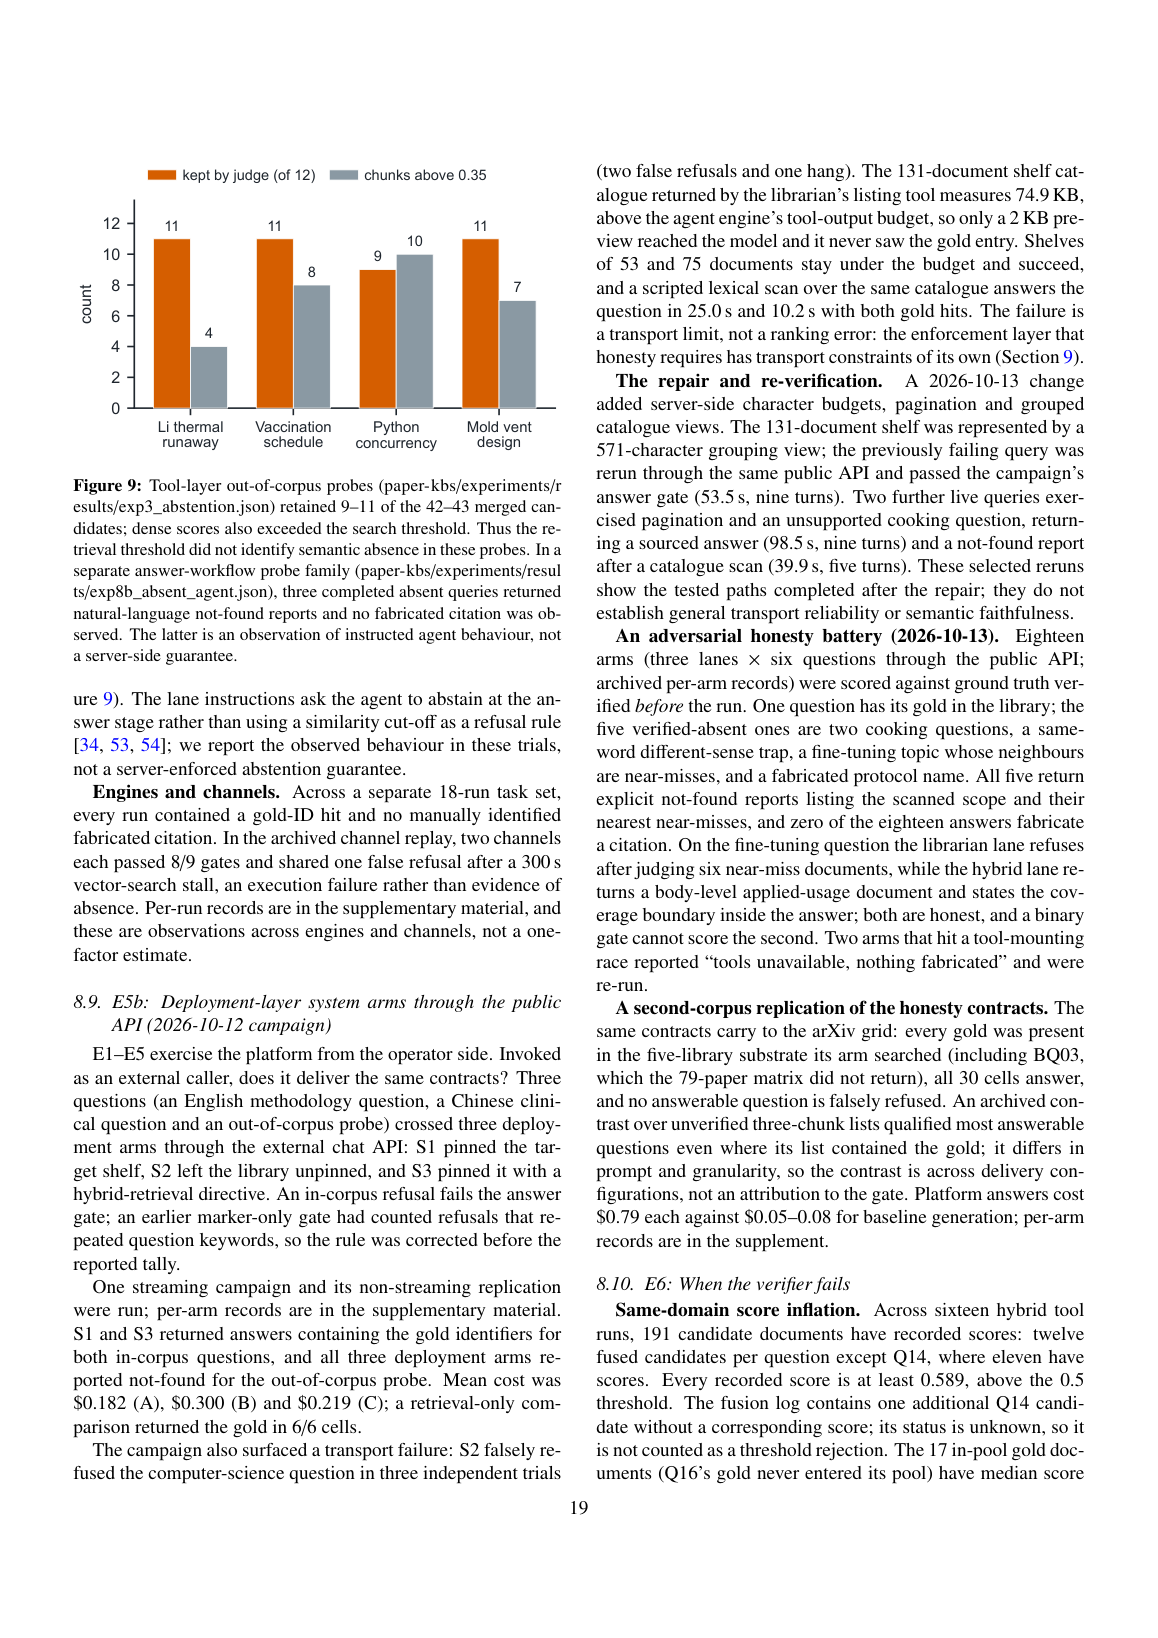 kept by judge (of 12) chunks above 0.35
12
10
8
6
4
2
0
count
11 4 11 8 9 10 11 7
Li thermal runaway
Vaccination schedule
Python concurrency
Mold vent design
Figure 9: Tool-layer out-of-corpus probes (paper-kbs/experiments/r
esults/exp3_abstention.json) retained 9–11 of the 42–43 merged can-
didates; dense scores also exceeded the search threshold. Thus the re-
trieval threshold did not identify semantic absence in these probes. In a
separate answer-workflow probe family (paper-kbs/experiments/resul
ts/exp8b_absent_agent.json), three completed absent queries returned
natural-language not-found reports and no fabricated citation was ob-
served. The latter is an observation of instructed agent behaviour, not
a server-side guarantee.
ure 9). The lane instructions ask the agent to abstain at the an-
swer stage rather than using a similarity cut-off as a refusal rule
[34, 53, 54]; we report the observed behaviour in these trials,
not a server-enforced abstention guarantee.
Engines and channels. Across a separate 18-run task set,
every run contained a gold-ID hit and no manually identified
fabricated citation. In the archived channel replay, two channels
each passed 8/9 gates and shared one false refusal after a 300 s
vector-search stall, an execution failure rather than evidence of
absence. Per-run records are in the supplementary material, and
these are observations across engines and channels, not a one-
factor estimate.
8.9. E5b: Deployment-layer system arms through the public
API (2026-10-12 campaign)
E1–E5 exercise the platform from the operator side. Invoked
as an external caller, does it deliver the same contracts? Three
questions (an English methodology question, a Chinese clini-
cal question and an out-of-corpus probe) crossed three deploy-
ment arms through the external chat API: S1 pinned the tar-
get shelf, S2 left the library unpinned, and S3 pinned it with a
hybrid-retrieval directive. An in-corpus refusal fails the answer
gate; an earlier marker-only gate had counted refusals that re-
peated question keywords, so the rule was corrected before the
reported tally.
One streaming campaign and its non-streaming replication
were run; per-arm records are in the supplementary material.
S1 and S3 returned answers containing the gold identifiers for
both in-corpus questions, and all three deployment arms re-
ported not-found for the out-of-corpus probe. Mean cost was
$0.182 (A), $0.300 (B) and $0.219 (C); a retrieval-only com-
parison returned the gold in 6/6 cells.
The campaign also surfaced a transport failure: S2 falsely re-
fused the computer-science question in three independent trials
(two false refusals and one hang). The 131-document shelf cat-
alogue returned by the librarian's listing tool measures 74.9 KB,
above the agent engine's tool-output budget, so only a 2 KB pre-
view reached the model and it never saw the gold entry. Shelves
of 53 and 75 documents stay under the budget and succeed,
and a scripted lexical scan over the same catalogue answers the
question in 25.0 s and 10.2 s with both gold hits. The failure is
a transport limit, not a ranking error: the enforcement layer that
honesty requires has transport constraints of its own (Section 9).
The repair and re-verification. A 2026-10-13 change
added server-side character budgets, pagination and grouped
catalogue views. The 131-document shelf was represented by a
571-character grouping view; the previously failing query was
rerun through the same public API and passed the campaign's
answer gate (53.5 s, nine turns). Two further live queries exer-
cised pagination and an unsupported cooking question, return-
ing a sourced answer (98.5 s, nine turns) and a not-found report
after a catalogue scan (39.9 s, five turns). These selected reruns
show the tested paths completed after the repair; they do not
establish general transport reliability or semantic faithfulness.
An adversarial honesty battery (2026-10-13). Eighteen
arms (three lanes × six questions through the public API;
archived per-arm records) were scored against ground truth ver-
ified before the run. One question has its gold in the library; the
five verified-absent ones are two cooking questions, a same-
word different-sense trap, a fine-tuning topic whose neighbours
are near-misses, and a fabricated protocol name. All five return
explicit not-found reports listing the scanned scope and their
nearest near-misses, and zero of the eighteen answers fabricate
a citation. On the fine-tuning question the librarian lane refuses
after judging six near-miss documents, while the hybrid lane re-
turns a body-level applied-usage document and states the cov-
erage boundary inside the answer; both are honest, and a binary
gate cannot score the second. Two arms that hit a tool-mounting
race reported “tools unavailable, nothing fabricated” and were
re-run.
A second-corpus replication of the honesty contracts. The
same contracts carry to the arXiv grid: every gold was present
in the five-library substrate its arm searched (including BQ03,
which the 79-paper matrix did not return), all 30 cells answer,
and no answerable question is falsely refused. An archived con-
trast over unverified three-chunk lists qualified most answerable
questions even where its list contained the gold; it differs in
prompt and granularity, so the contrast is across delivery con-
figurations, not an attribution to the gate. Platform answers cost
$0.79 each against $0.05–0.08 for baseline generation; per-arm
records are in the supplement.
8.10. E6: When the verifier fails
Same-domain score inflation. Across sixteen hybrid tool
runs, 191 candidate documents have recorded scores: twelve
fused candidates per question except Q14, where eleven have
scores. Every recorded score is at least 0.589, above the 0.5
threshold. The fusion log contains one additional Q14 candi-
date without a corresponding score; its status is unknown, so it
is not counted as a threshold rejection. The 17 in-pool gold doc-
uments (Q16's gold never entered its pool) have median score
19